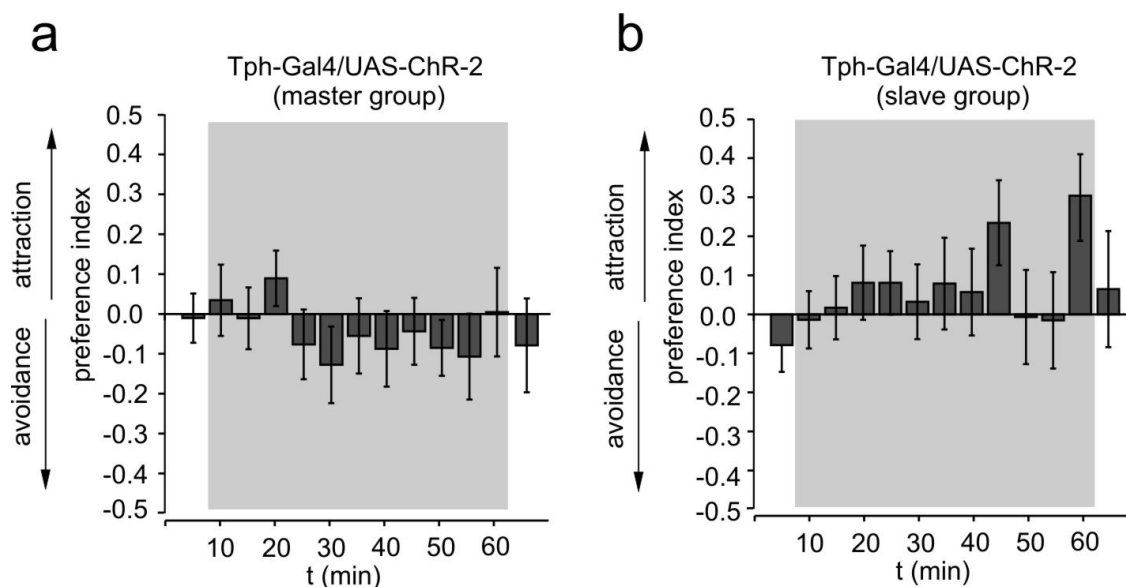 a
Tph-Gal4/UAS-ChR-2
(master group)
attraction
avoidance
preference index
0.5
0.4
0.3
0.2
0.1
0.0
-0.1
-0.2
-0.3
-0.4
-0.5
10 20 30 40 50 60
t (min)
b
Tph-Gal4/UAS-ChR-2
(slave group)
attraction
avoidance
preference index
0.5
0.4
0.3
0.2
0.1
0.0
-0.1
-0.2
-0.3
-0.4
-0.5
10 20 30 40 50 60
t (min)